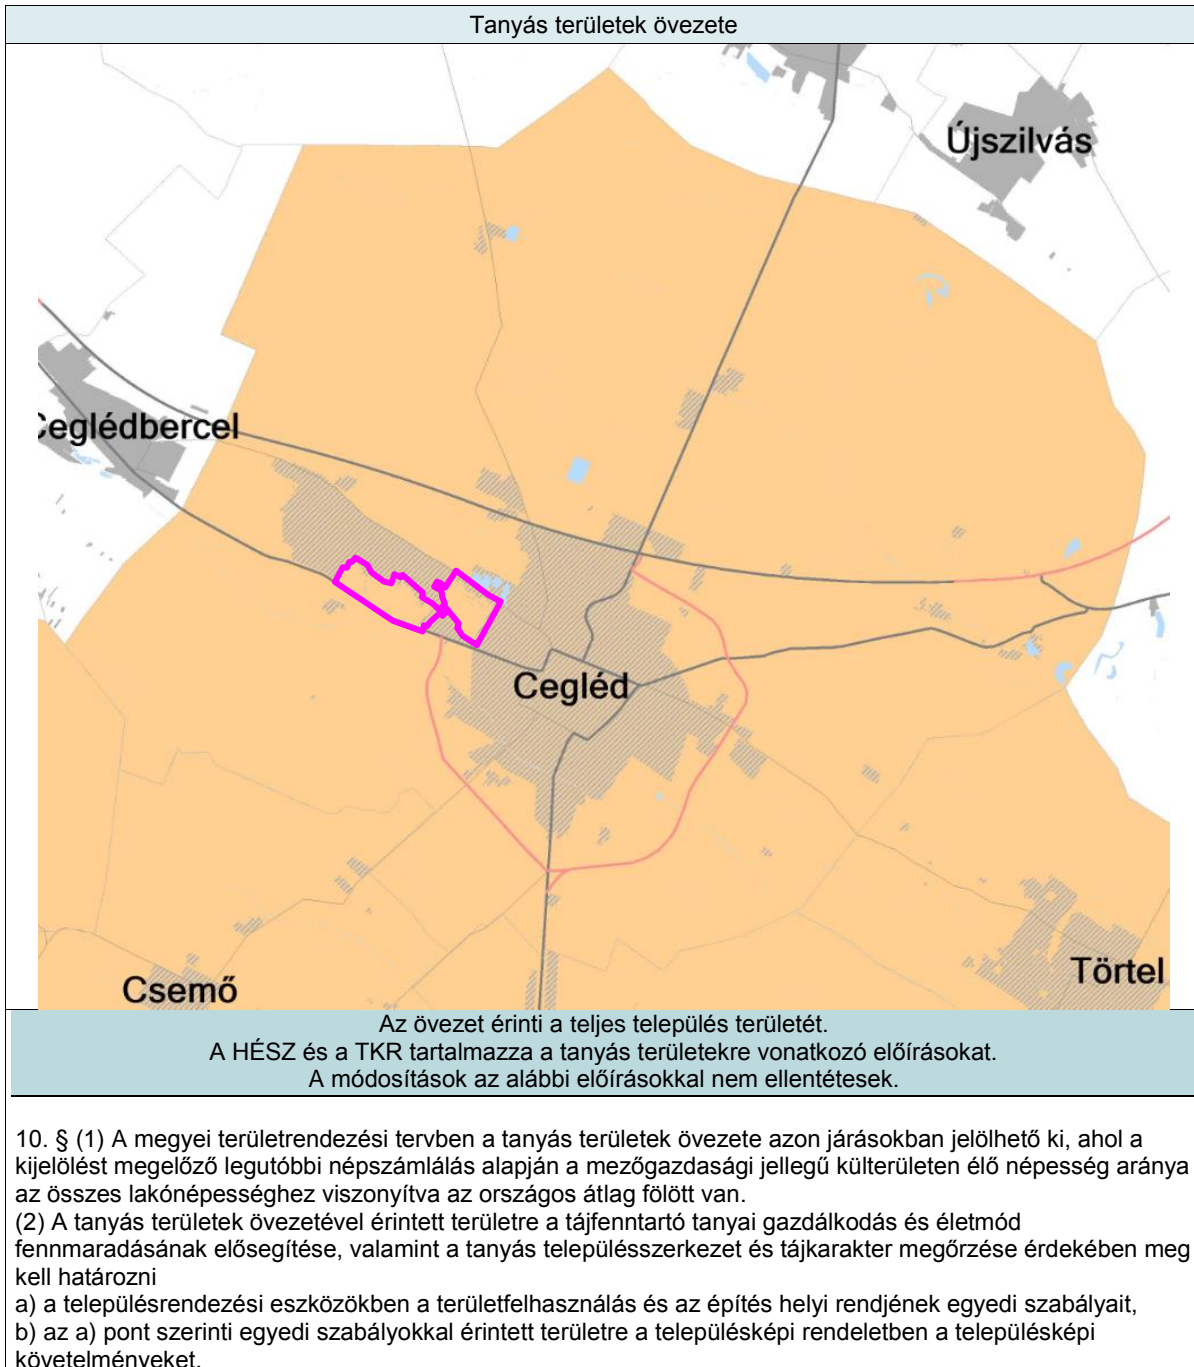 Tanyás területek övezete
Újszilvás
Ceglédbercel
Cegléd
Törtel
Csemő
Az övezet érinti a teljes település területét.
A HÉSZ és a TKR tartalmazza a tanyás területekre vonatkozó előírásokat.
A módosítások az alábbi előírásokkal nem ellentétesek.
10. § (1) A megyei területrendezési tervben a tanyás területek övezete azon járásokban jelölhető ki, ahol a
kijelölést megelőző legutóbbi népszámlálás alapján a mezőgazdasági jellegű külterületen élő népesség aránya
az összes lakónépességhez viszonyítva az országos átlag fölött van.
(2) A tanyás területek övezetével érintett területre a tájfenntartó tanyai gazdálkodás és életmód
fennmaradásának elősegítése, valamint a tanyás településszerkezet és tájkarakter megőrzése érdekében meg
kell határozni
a) a településrendezési eszközökben a területfelhasználás és az építés helyi rendjének egyedi szabályait,
b) az a) pont szerinti egyedi szabályokkal érintett területre a településképi rendeletben a településképi
követelményeket.